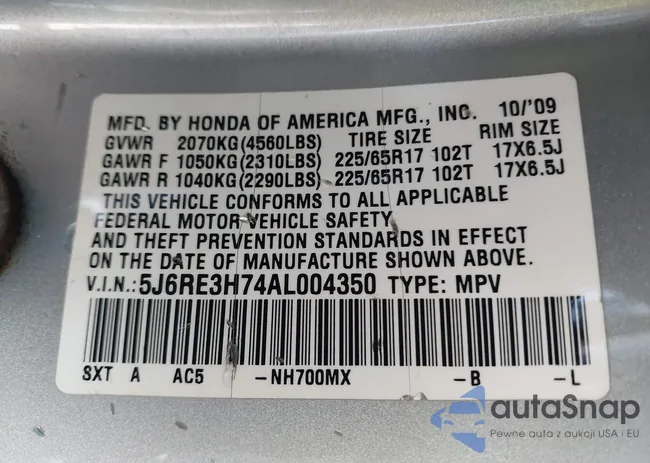 MFD. BY HONDA OF AMERICA MFG., INC. 10/'09
GVWR 2070KG(4560LBS) TIRE SIZE RIM SIZE
GAWR F 1050KG(2310LBS) 225/65R17 102T 17X6.5J
GAWR R 1040KG(2290LBS) 225/65R17 102T 17X6.5J
THIS VEHICLE CONFORMS TO ALL APPLICABLE
FEDERAL MOTOR VEHICLE SAFETY
AND THEFT PREVENTION STANDARDS IN EFFECT
ON THE DATE OF MANUFACTURE SHOWN ABOVE.
V.I.N.:5J6RE3H74AL004350 TYPE: MPV
SXT A AC5 -NH700MX -B -L
autaSnap
Pewne auta z aukcji USA i EU